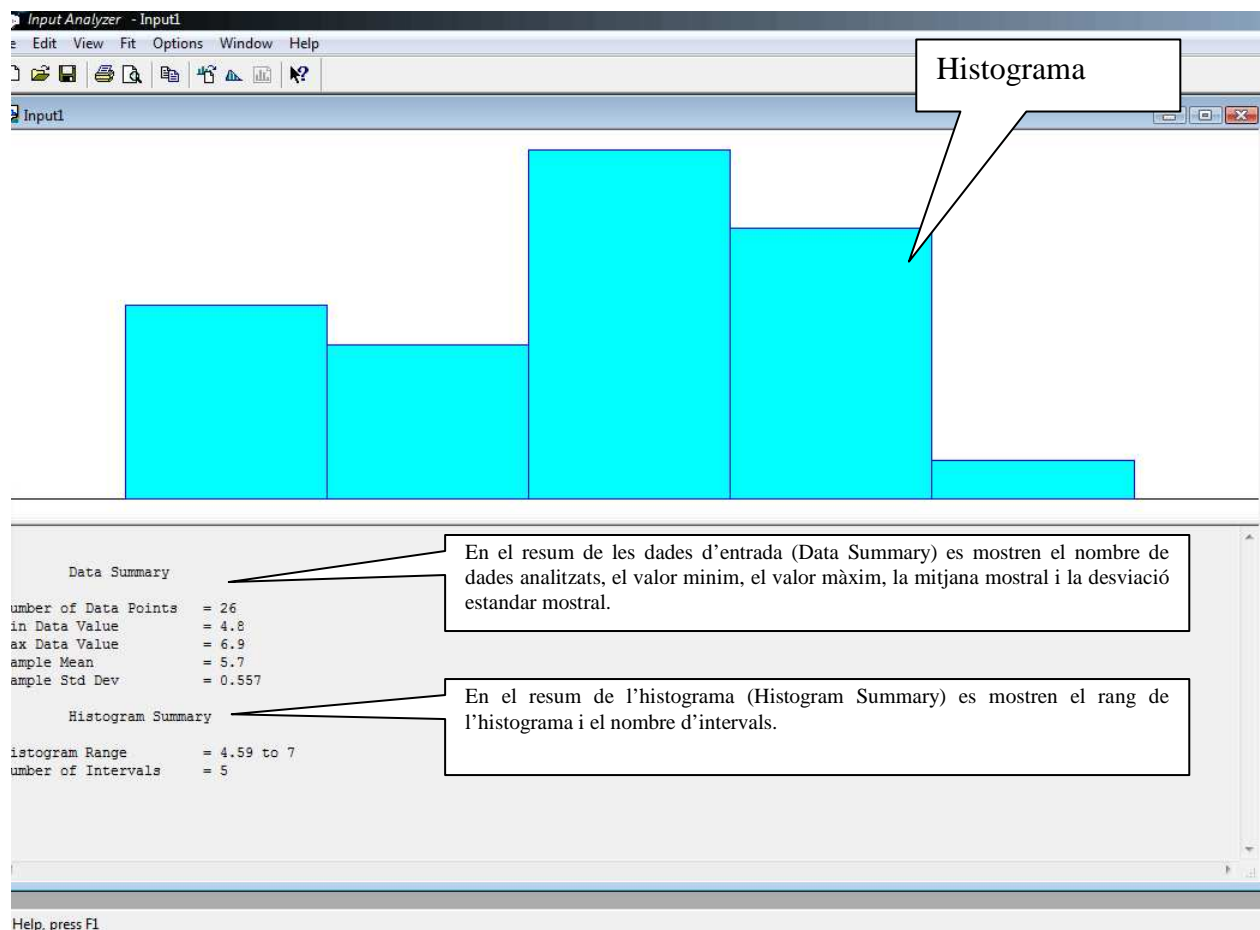 Input Analyzer - Input1
Edit View Fit Options Window Help
Histograma
Input1
En el resum de les dades d'entrada (Data Summary) es mostren el nombre de
dades analitzats, el valor minim, el valor màxim, la mitjana mostral i la desviació
estandar mostral.
Data Summary
umber of Data Points = 26
in Data Value = 4.8
ax Data Value = 6.9
ample Mean = 5.7
ample Std Dev = 0.557
En el resum de l'histograma (Histogram Summary) es mostren el rang de
l'histograma i el nombre d'intervals.
Histogram Summary
istogram Range = 4.59 to 7
umber of Intervals = 5
Help, press F1